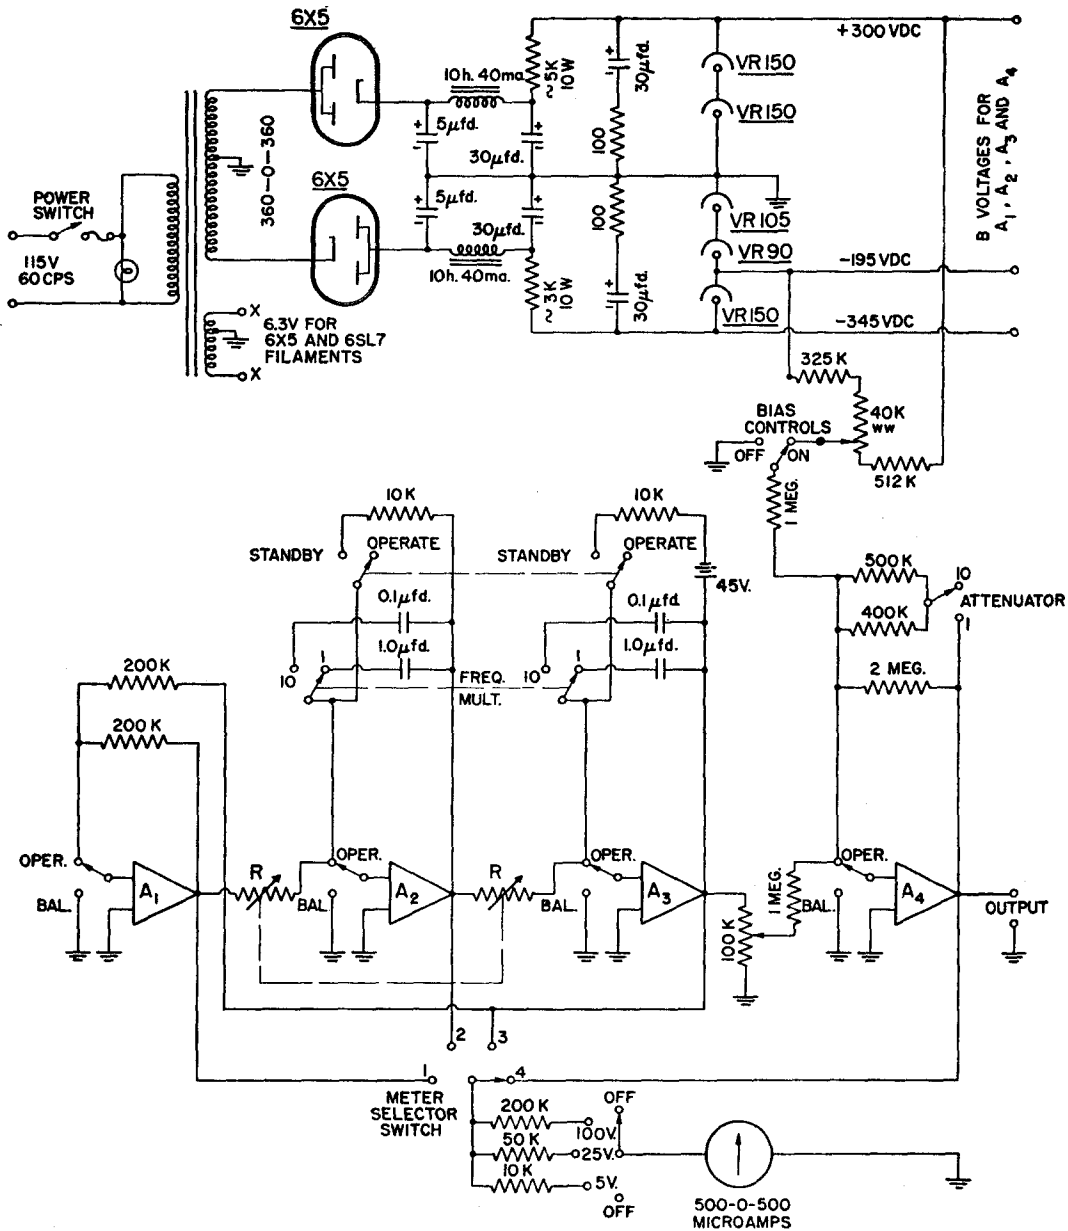 6X5
+300 VDC
10h. 40ma.
≈5K
10W
30μfd.
VR150
5μfd.
VR150
30μfd.
100
360-0-360
6X5
5μfd.
30μfd.
100
VR105
VR90
B VOLTAGES FOR
A1, A2, A3 AND A4
POWER
SWITCH
115V
60 CPS
10h. 40ma.
≈3K
10W
30μfd.
-195 VDC
VR150
-345 VDC
X
6.3V FOR
6X5 AND 6SL7
FILAMENTS
X
325 K
BIAS
CONTROLS
40K
WW
OFF
ON
512 K
1 MEG.
10K
10K
STANDBY
OPERATE
STANDBY
OPERATE
45V.
500K
10
ATTENUATOR
400K
1
0.1μfd.
0.1μfd.
1.0μfd.
1.0μfd.
10
1
FREQ.
MULT.
10
1
2 MEG.
200K
200K
OPER.
BAL.
A1
R
OPER.
BAL.
A2
R
OPER.
BAL.
A3
100K
1 MEG.
OPER.
BAL.
A4
OUTPUT
2
3
1
4
METER
SELECTOR
SWITCH
OFF
200K
100V.
50K
25V.
10K
5V.
OFF
500-0-500
MICROAMPS